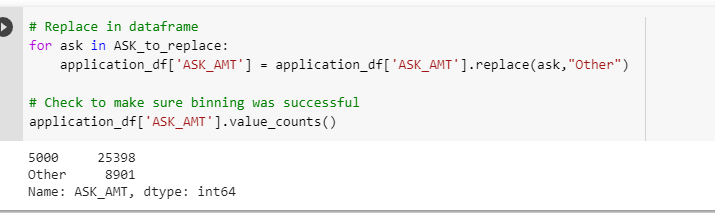 # Replace in dataframe
for ask in ASK_to_replace:
    application_df['ASK_AMT'] = application_df['ASK_AMT'].replace(ask,"Other")
# Check to make sure binning was successful
application_df['ASK_AMT'].value_counts()
5000     25398
Other     8901
Name: ASK_AMT, dtype: int64